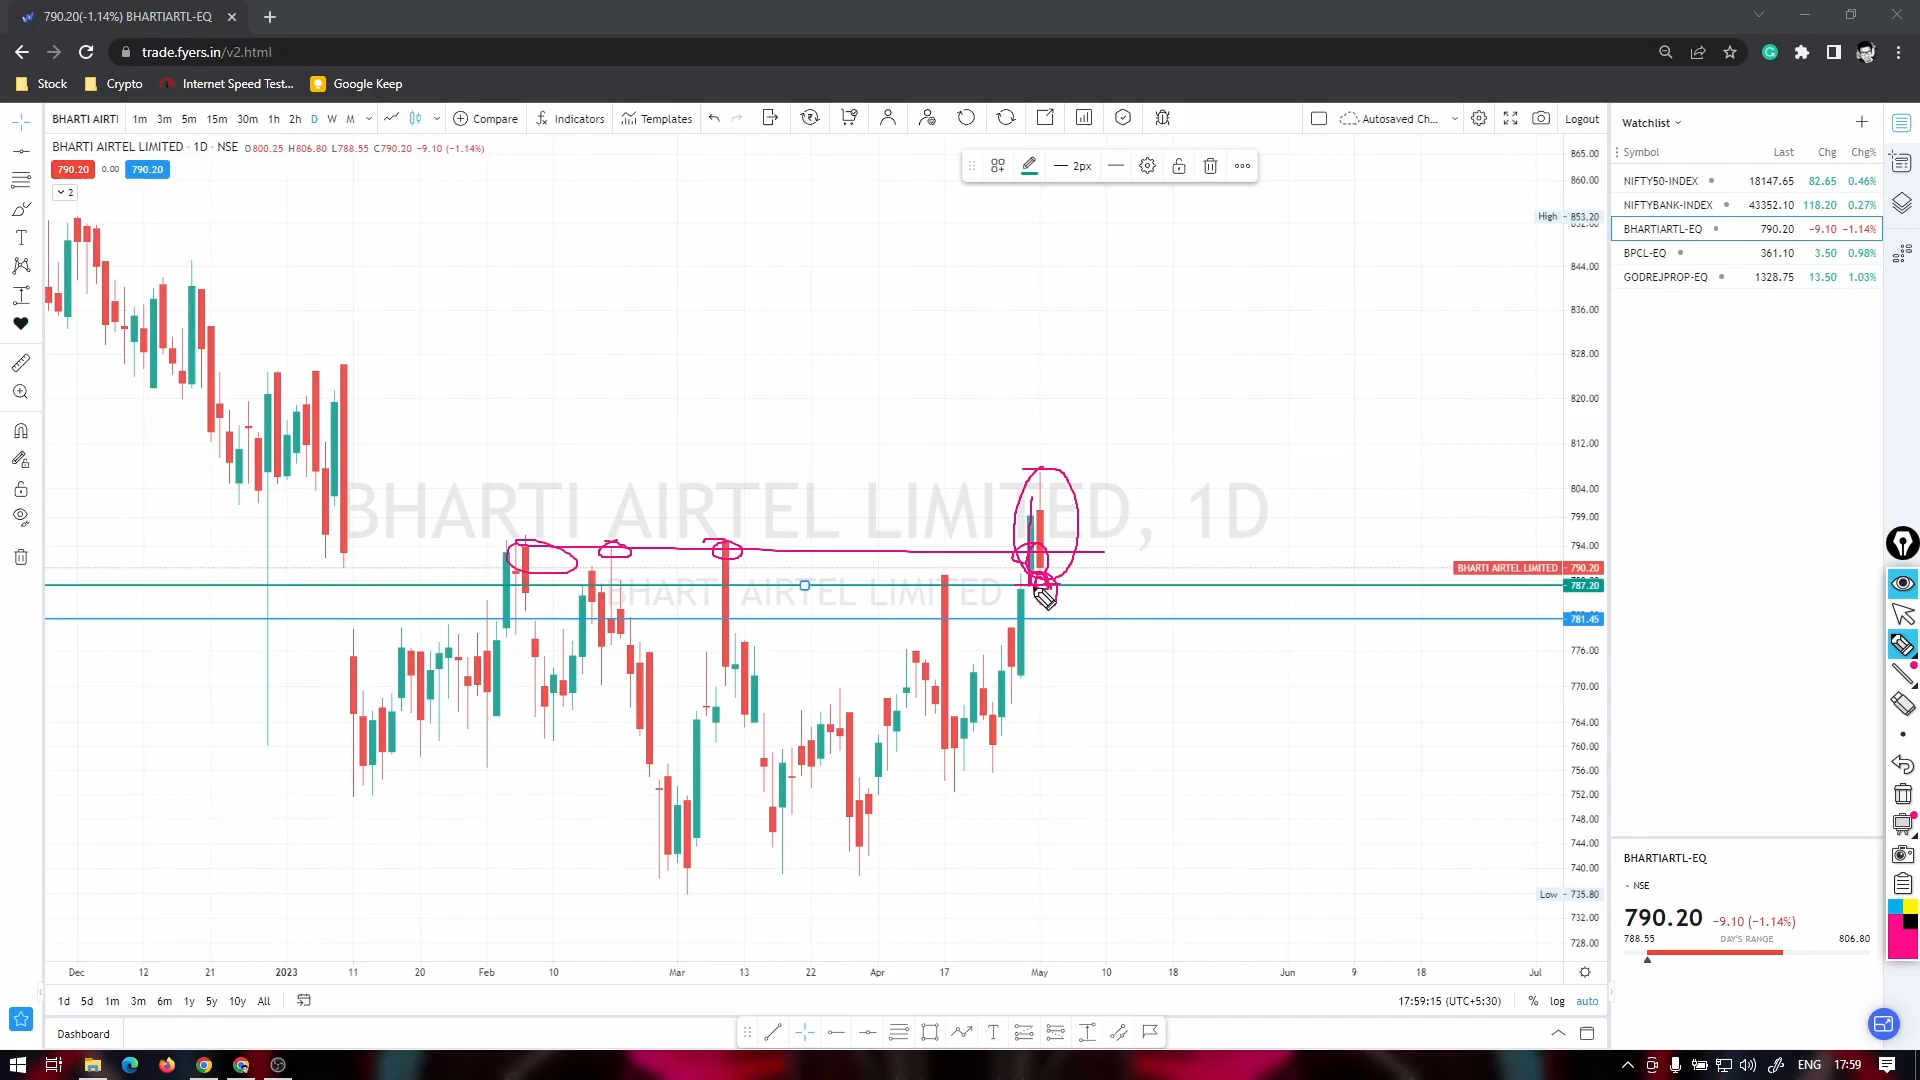 790.20(-1.14%) BHARTIARTL-EQ
trade.fyers.in/v2.html
Stock Crypto Internet Speed Test... Google Keep
BHARTI AIRTI 1m 3m 5m 15m 30m 1h 2h D W M Compare Indicators Templates Autosaved Ch... Logout
BHARTI AIRTEL LIMITED · 1D · NSE O800.25 H806.80 L788.55 C790.20 −9.10 (−1.14%)
790.20 0.00 790.20
2
2px
BHARTI AIRTEL LIMITED, 1D
BHARTI AIRTEL LIMITED
865.00
860.00
High 853.20
844.00
836.00
828.00
820.00
812.00
804.00
799.00
794.00
BHARTI AIRTEL LIMITED 790.20
787.20
781.45
776.00
770.00
764.00
760.00
756.00
752.00
748.00
744.00
740.00
Low 735.80
732.00
728.00
Dec 12 21 2023 11 20 Feb 10 Mar 13 22 Apr 17 May 10 18 Jun 9 18 Jul
1d 5d 1m 3m 6m 1y 5y 10y All 17:59:15 (UTC+5:30) % log auto
Dashboard
Watchlist
Symbol Last Chg Chg%
NIFTY50-INDEX 18147.65 82.65 0.46%
NIFTYBANK-INDEX 43352.10 118.20 0.27%
BHARTIARTL-EQ 790.20 −9.10 −1.14%
BPCL-EQ 361.10 3.50 0.98%
GODREJPROP-EQ 1328.75 13.50 1.03%
BHARTIARTL-EQ
- NSE
790.20 −9.10 (−1.14%)
788.55 DAY'S RANGE 806.80
ENG 17:59